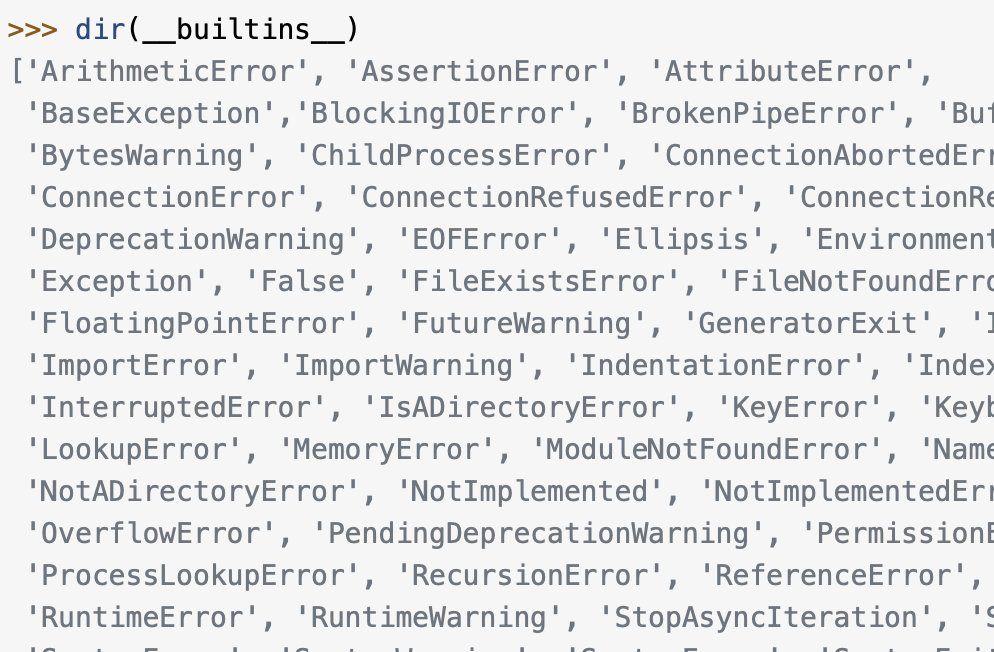 >>> dir(__builtins__)
['ArithmeticError', 'AssertionError', 'AttributeError',
'BaseException','BlockingIOError', 'BrokenPipeError', 'Buf
'BytesWarning', 'ChildProcessError', 'ConnectionAbortedErr
'ConnectionError', 'ConnectionRefusedError', 'ConnectionRe
'DeprecationWarning', 'EOFError', 'Ellipsis', 'Environment
'Exception', 'False', 'FileExistsError', 'FileNotFoundErro
'FloatingPointError', 'FutureWarning', 'GeneratorExit', 'I
'ImportError', 'ImportWarning', 'IndentationError', 'Index
'InterruptedError', 'IsADirectoryError', 'KeyError', 'Keyb
'LookupError', 'MemoryError', 'ModuleNotFoundError', 'Name
'NotADirectoryError', 'NotImplemented', 'NotImplementedErr
'OverflowError', 'PendingDeprecationWarning', 'PermissionE
'ProcessLookupError', 'RecursionError', 'ReferenceError',
'RuntimeError', 'RuntimeWarning', 'StopAsyncIteration', 'S